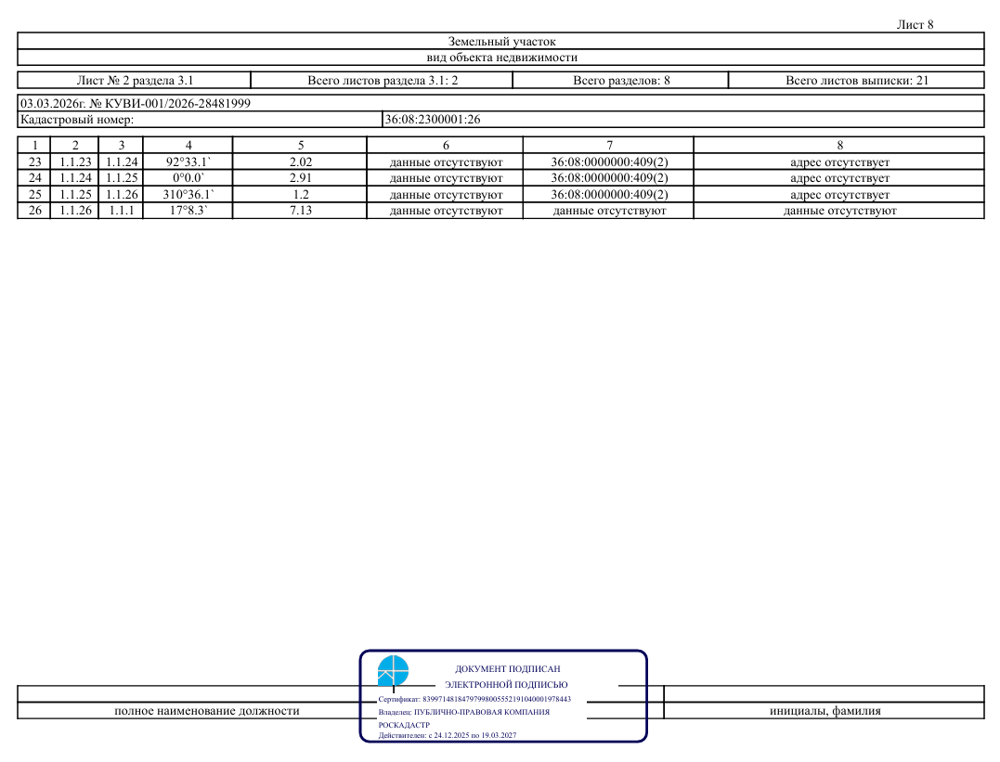 Лист 8
Земельный участок
вид объекта недвижимости
Лист № 2 раздела 3.1 Всего листов раздела 3.1: 2 Всего разделов: 8 Всего листов выписки: 21
03.03.2026г. № КУВИ-001/2026-28481999
Кадастровый номер: 36:08:2300001:26
1 2 3 4 5 6 7 8
23 1.1.23 1.1.24 92°33.1` 2.02 данные отсутствуют 36:08:0000000:409(2) адрес отсутствует
24 1.1.24 1.1.25 0°0.0` 2.91 данные отсутствуют 36:08:0000000:409(2) адрес отсутствует
25 1.1.25 1.1.26 310°36.1` 1.2 данные отсутствуют 36:08:0000000:409(2) адрес отсутствует
26 1.1.26 1.1.1 17°8.3` 7.13 данные отсутствуют данные отсутствуют данные отсутствуют
ДОКУМЕНТ ПОДПИСАН
ЭЛЕКТРОННОЙ ПОДПИСЬЮ
Сертификат: 83997148184797998005552191040001978443
Владелец: ПУБЛИЧНО-ПРАВОВАЯ КОМПАНИЯ
РОСКАДАСТР
Действителен: с 24.12.2025 по 19.03.2027
полное наименование должности инициалы, фамилия